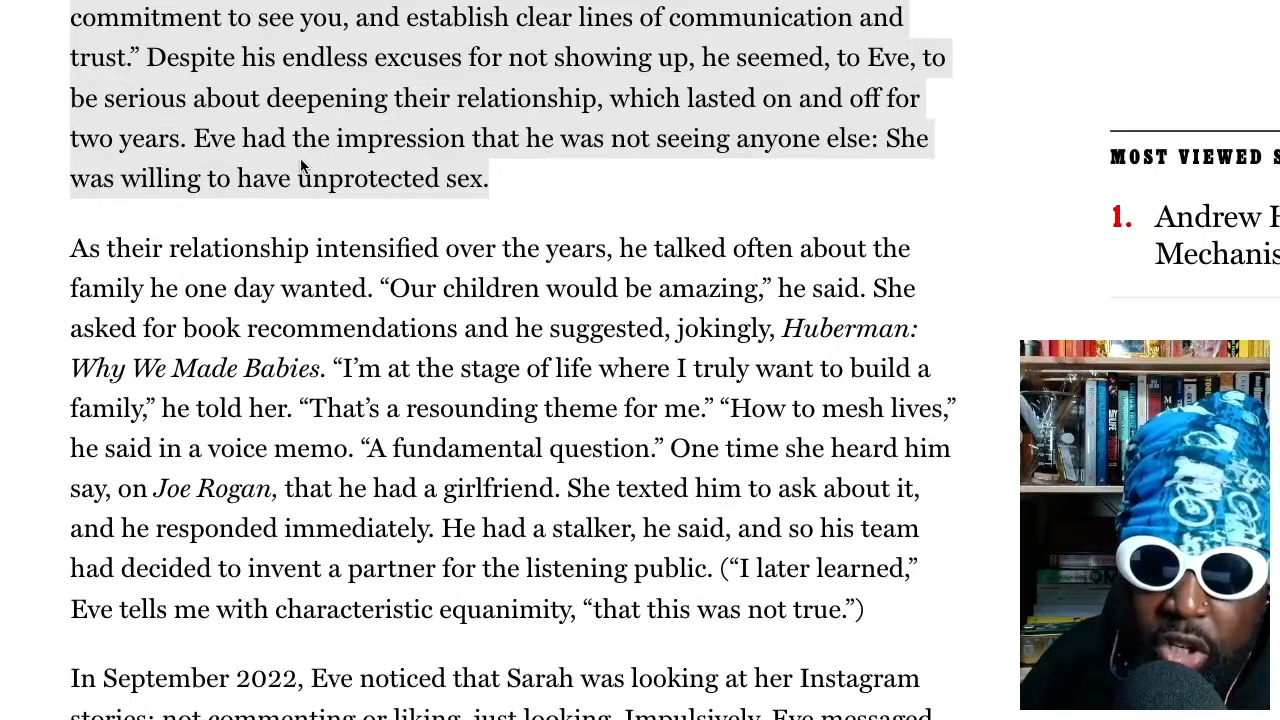 commitment to see you, and establish clear lines of communication and
trust.” Despite his endless excuses for not showing up, he seemed, to Eve, to
be serious about deepening their relationship, which lasted on and off for
two years. Eve had the impression that he was not seeing anyone else: She
was willing to have unprotected sex.
As their relationship intensified over the years, he talked often about the
family he one day wanted. “Our children would be amazing,” he said. She
asked for book recommendations and he suggested, jokingly, Huberman:
Why We Made Babies. “I’m at the stage of life where I truly want to build a
family,” he told her. “That’s a resounding theme for me.” “How to mesh lives,”
he said in a voice memo. “A fundamental question.” One time she heard him
say, on Joe Rogan, that he had a girlfriend. She texted him to ask about it,
and he responded immediately. He had a stalker, he said, and so his team
had decided to invent a partner for the listening public. (“I later learned,”
Eve tells me with characteristic equanimity, “that this was not true.”)
In September 2022, Eve noticed that Sarah was looking at her Instagram
stories; not commenting or liking, just looking. Impulsively, Eve messaged
MOST VIEWED S
1. Andrew H
Mechanis